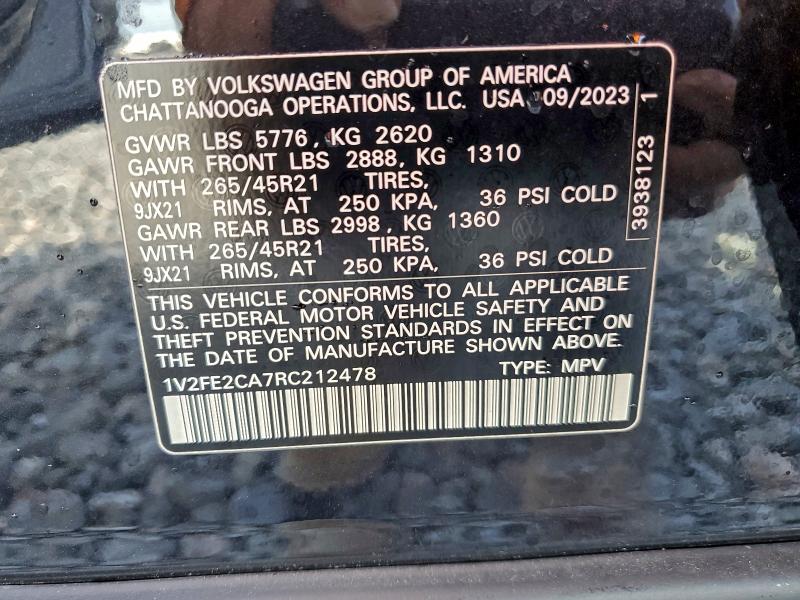 MFD BY VOLKSWAGEN GROUP OF AMERICA
CHATTANOOGA OPERATIONS, LLC. USA 09/2023
GVWR LBS 5776, KG 2620
GAWR FRONT LBS 2888, KG 1310
WITH 265/45R21 TIRES,
9JX21 RIMS, AT 250 KPA, 36 PSI COLD
GAWR REAR LBS 2998, KG 1360
WITH 265/45R21 TIRES,
9JX21 RIMS, AT 250 KPA, 36 PSI COLD
THIS VEHICLE CONFORMS TO ALL APPLICABLE
U.S. FEDERAL MOTOR VEHICLE SAFETY AND
THEFT PREVENTION STANDARDS IN EFFECT ON
THE DATE OF MANUFACTURE SHOWN ABOVE.
1V2FE2CA7RC212478 TYPE: MPV
3938123 1